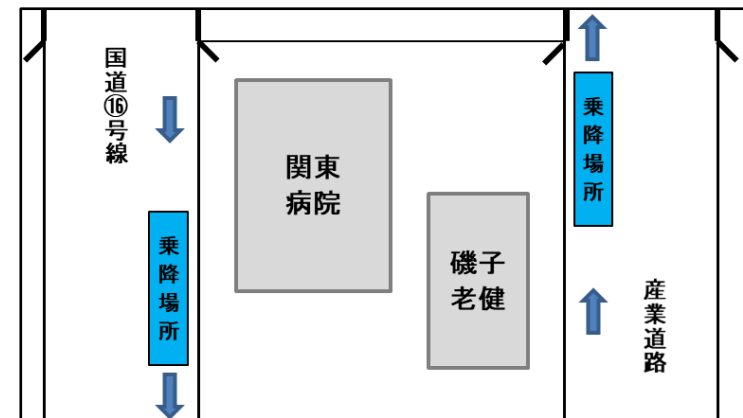 国道⑯号線
乗降場所
関東
病院
磯子
老健
乗降場所
産業道路